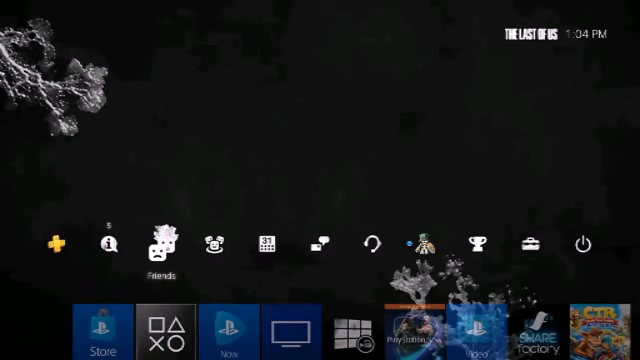 THE LAST OF US 1:04 PM
5
31
Friends
Store
Now
PlayStation
Video
SHARE
factory
CTR